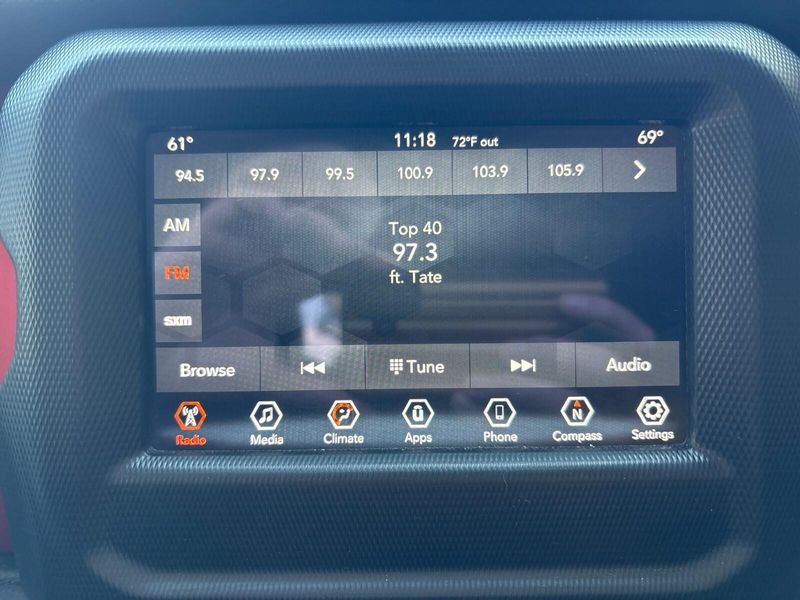 61° 11:18 72°F out 69°
94.5 97.9 99.5 100.9 103.9 105.9
AM
Top 40
97.3
FM
ft. Tate
sxm
Browse Tune Audio
Radio Media Climate Apps Phone N Compass Settings